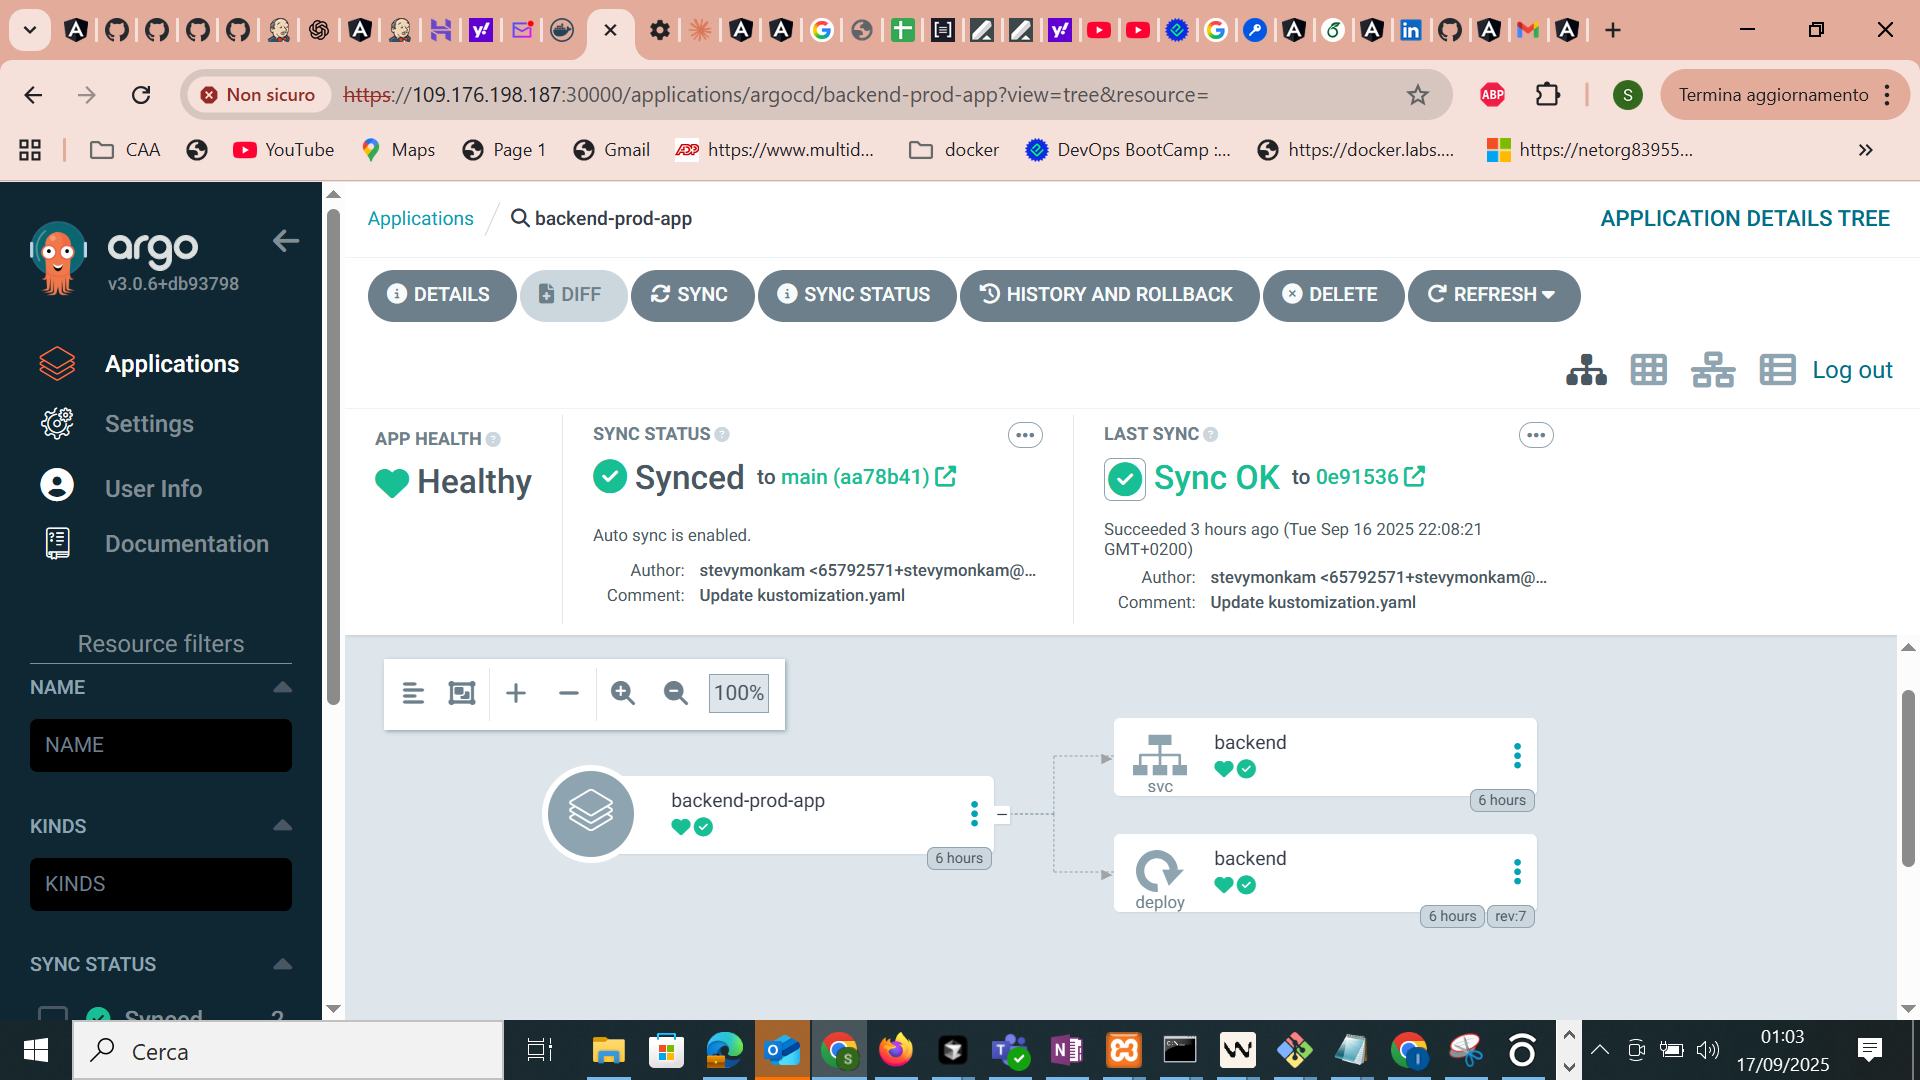 Non sicuro
https://109.176.198.187:30000/applications/argocd/backend-prod-app?view=tree&resource=
ABP
S
Termina aggiornamento
CAA
YouTube
Maps
Page 1
Gmail
ADP
https://www.multid...
docker
DevOps BootCamp :...
https://docker.labs....
https://netorg83955...
argo
v3.0.6+db93798
Applications
Settings
User Info
Documentation
Resource filters
NAME
NAME
KINDS
KINDS
SYNC STATUS
Synced
2
Applications
backend-prod-app
APPLICATION DETAILS TREE
DETAILS
DIFF
SYNC
SYNC STATUS
HISTORY AND ROLLBACK
DELETE
REFRESH
Log out
APP HEALTH
Healthy
SYNC STATUS
Synced to main (aa78b41)
Auto sync is enabled.
Author: stevymonkam <65792571+stevymonkam@...
Comment: Update kustomization.yaml
LAST SYNC
Sync OK to 0e91536
Succeeded 3 hours ago (Tue Sep 16 2025 22:08:21
GMT+0200)
Author: stevymonkam <65792571+stevymonkam@...
Comment: Update kustomization.yaml
100%
backend-prod-app
6 hours
backend
svc
6 hours
backend
deploy
6 hours
rev:7
Cerca
01:03
17/09/2025